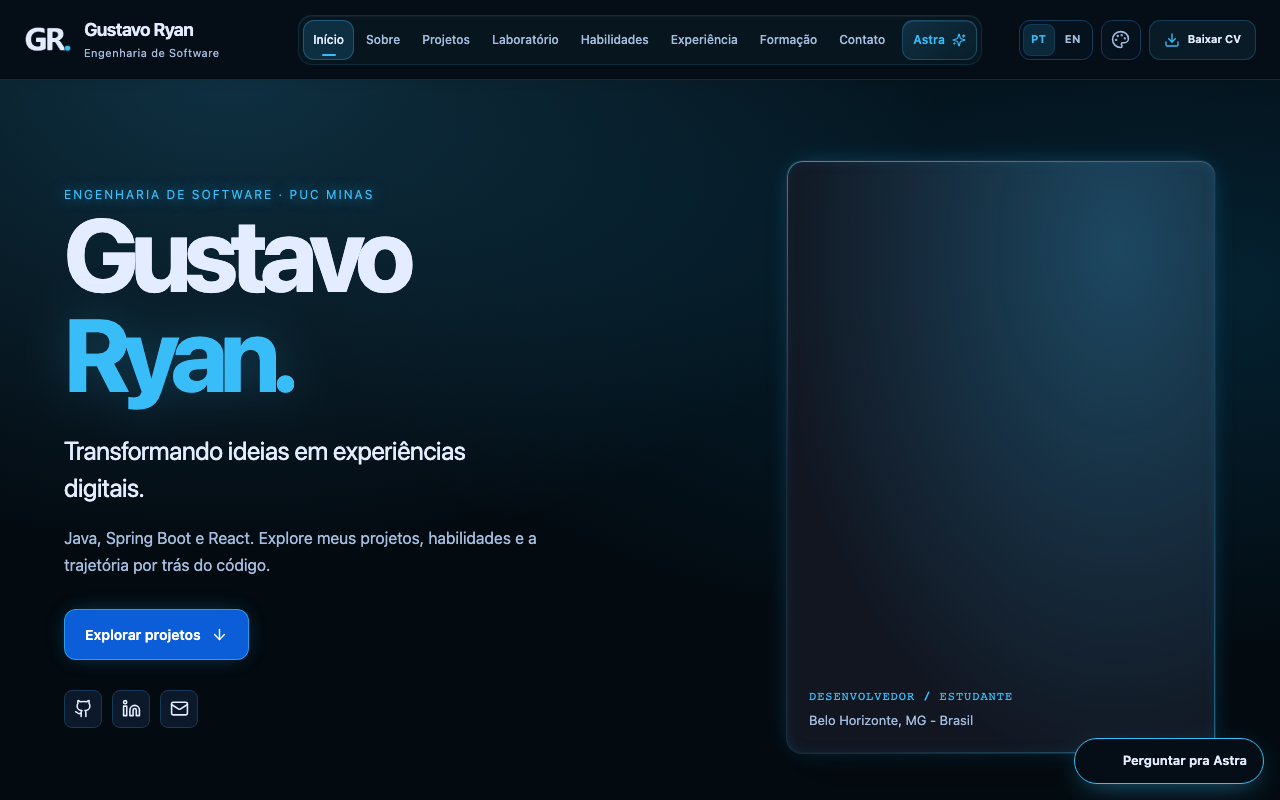 GR.
Gustavo Ryan
Engenharia de Software
Início
Sobre
Projetos
Laboratório
Habilidades
Experiência
Formação
Contato
Astra
PT
EN
Baixar CV
ENGENHARIA DE SOFTWARE · PUC MINAS
Gustavo
Ryan.
Transformando ideias em experiências
digitais.
Java, Spring Boot e React. Explore meus projetos, habilidades e a
trajetória por trás do código.
Explorar projetos
DESENVOLVEDOR / ESTUDANTE
Belo Horizonte, MG - Brasil
Perguntar pra Astra